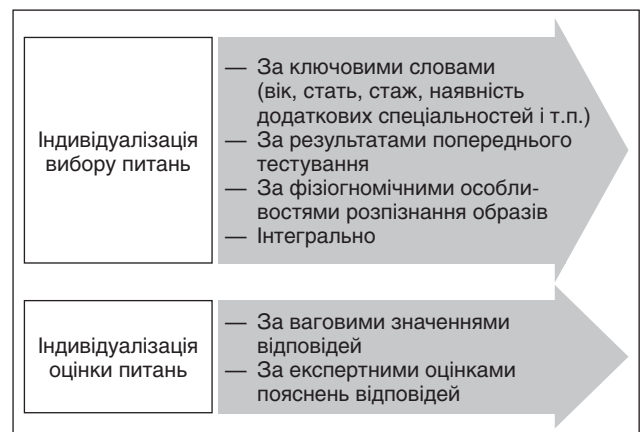 Індивідуалізація
вибору питань
— За ключовими словами
(вік, стать, стаж, наявність
додаткових спеціальностей і т.п.)
— За результатами попереднього
тестування
— За фізіогномічними особли-
востями розпізнання образів
— Інтегрально
Індивідуалізація
оцінки питань
— За ваговими значеннями
відповідей
— За експертними оцінками
пояснень відповідей